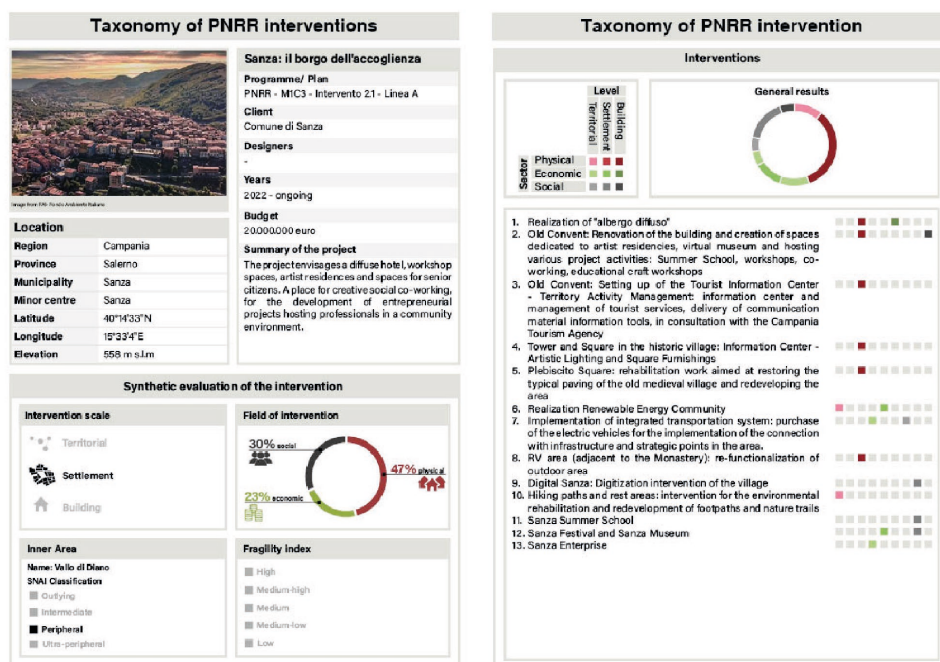 Taxonomy of PNRR interventions
Image from FAI- Fondo Ambiente Italiano
Location
Region Campania
Province Salerno
Municipality Sanza
Minor centre Sanza
Latitude 40°14'33"N
Longitude 15°33'4"E
Elevation 558 m s.l.m
Sanza: il borgo dell'accoglienza
Programme/ Plan
PNRR - M1C3 - Intervento 2.1 - Linea A
Client
Comune di Sanza
Designers
-
Years
2022 - ongoing
Budget
20.000.000 euro
Summary of the project
The project envisages a diffuse hotel, workshop
spaces, artist residences and spaces for senior
citizens. A place for creative social co-working,
for the development of entrepreneurial
projects hosting professionals in a community
environment.
Synthetic evaluation of the intervention
Intervention scale
Territorial
Settlement
Building
Field of intervention
30% social
47% physical
23% economic
Inner Area
Name: Vallo di Diano
SNAI Classification
Outlying
Intermediate
Peripheral
Ultra-peripheral
Fragility index
High
Medium-high
Medium
Medium-low
Low
Taxonomy of PNRR intervention
Interventions
Level
Territorial
Settlement
Building
Sector
Physical
Economic
Social
General results
1. Realization of "albergo diffuso"
2. Old Convent: Renovation of the building and creation of spaces
dedicated to artist residencies, virtual museum and hosting
various project activities: Summer School, workshops, co-
working, educational craft workshops
3. Old Convent: Setting up of the Tourist Information Center
- Territory Activity Management: information center and
management of tourist services, delivery of communication
material information tools, in consultation with the Campania
Tourism Agency
4. Tower and Square in the historic village: Information Center -
Artistic Lighting and Square Furnishings
5. Plebiscito Square: rehabilitation work aimed at restoring the
typical paving of the old medieval village and redeveloping the
area
6. Realization Renewable Energy Community
7. Implementation of integrated transportation system: purchase
of the electric vehicles for the implementation of the connection
with infrastructure and strategic points in the area.
8. RV area (adjacent to the Monastery): re-functionalization of
outdoor area
9. Digital Sanza: Digitization intervention of the village
10. Hiking paths and rest areas: intervention for the environmental
rehabilitation and redevelopment of footpaths and nature trails
11. Sanza Summer School
12. Sanza Festival and Sanza Museum
13. Sanza Enterprise